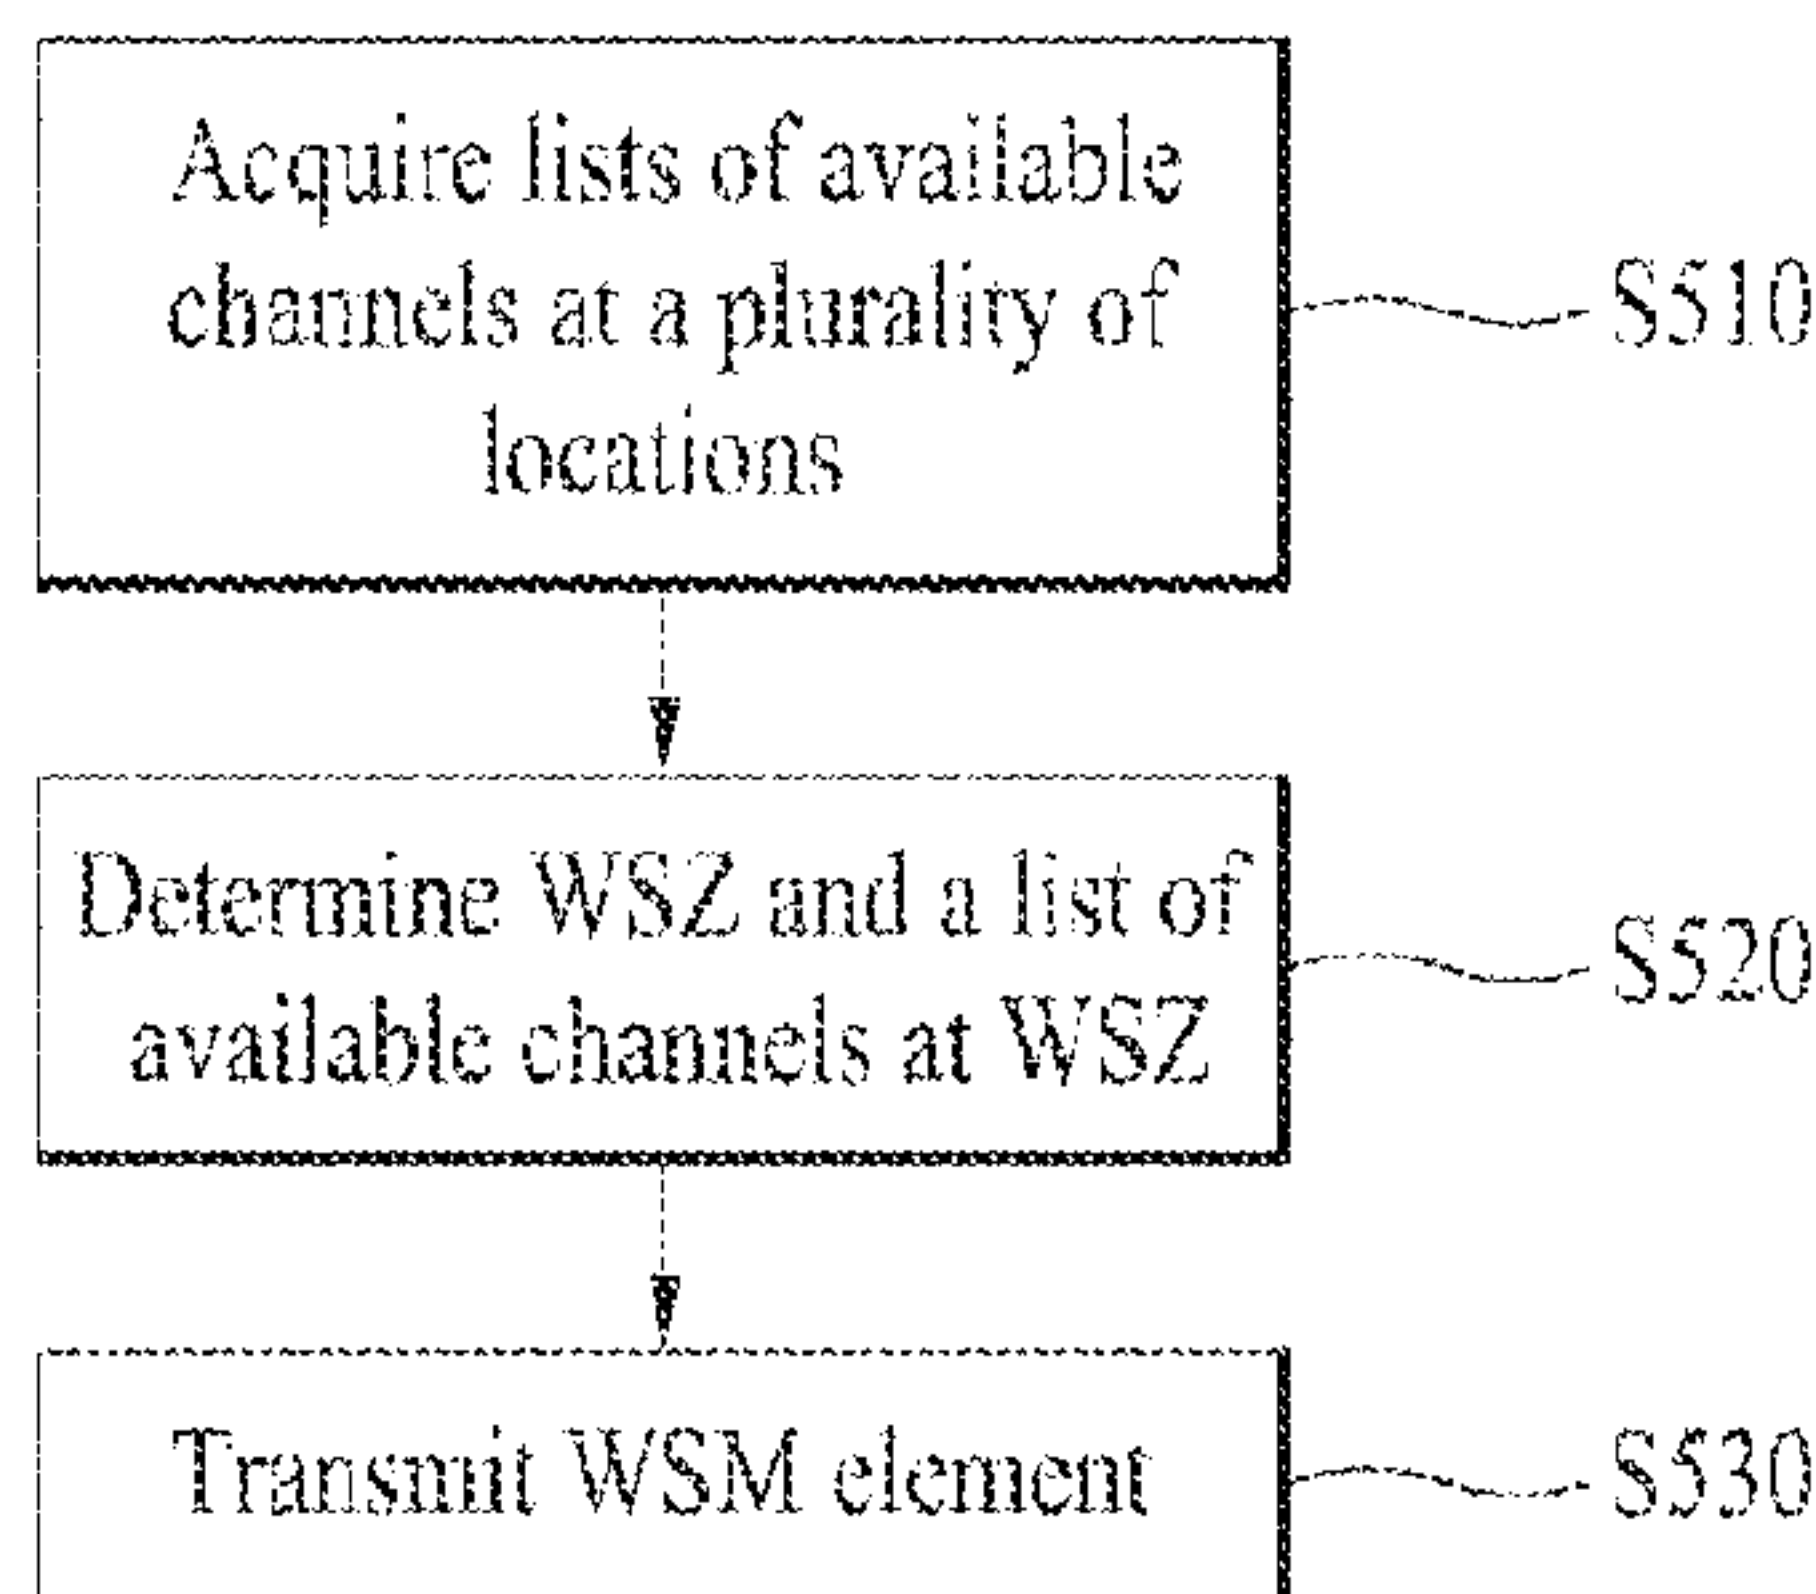 Acquire lists of available
channels at a plurality of
locations
S510
Determine WSZ and a list of
available channels at WSZ
S520
Transmit WSM element
S530